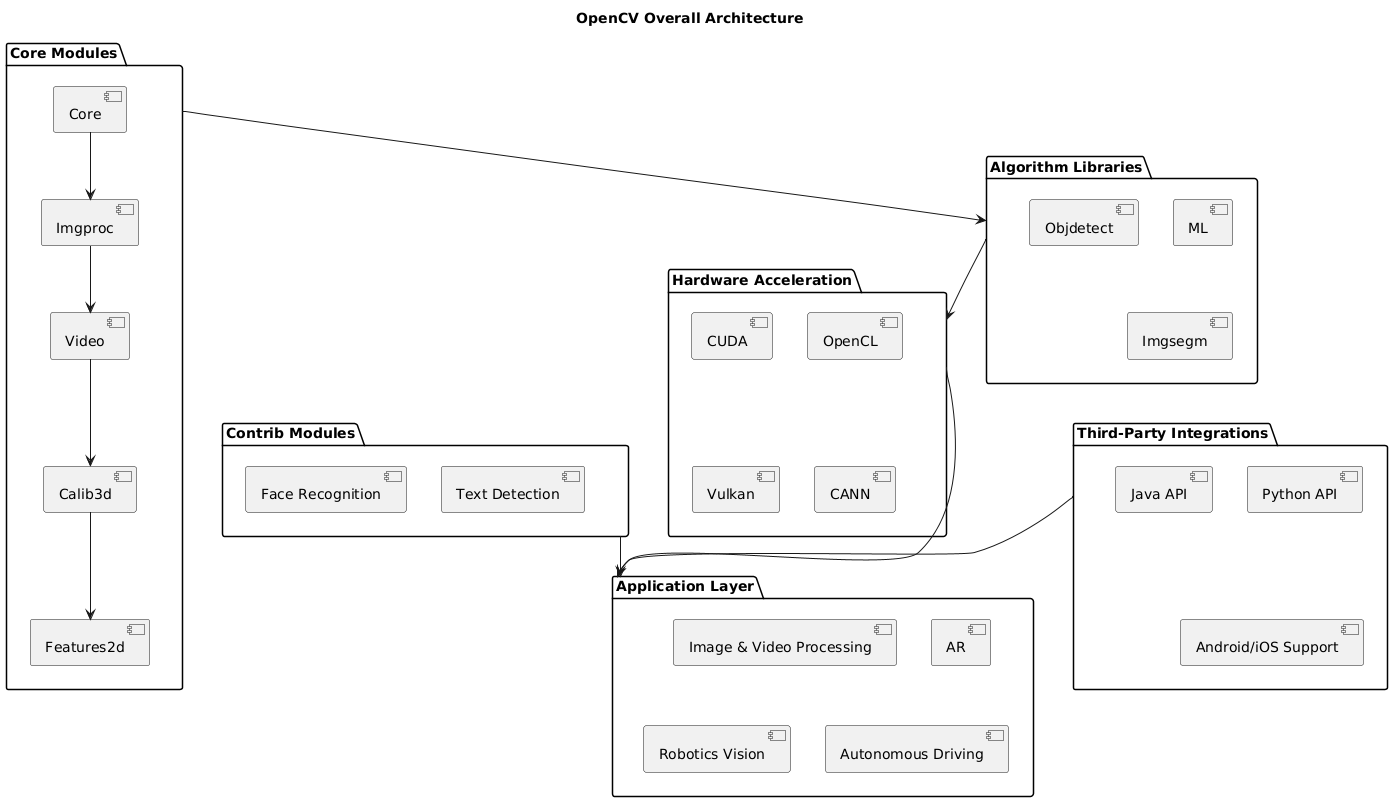 OpenCV Overall Architecture
Core Modules
Core
Imgproc
Video
Calib3d
Features2d
Algorithm Libraries
Objdetect
ML
Imgsegm
Hardware Acceleration
CUDA
OpenCL
Vulkan
CANN
Contrib Modules
Face Recognition
Text Detection
Third-Party Integrations
Java API
Python API
Android/iOS Support
Application Layer
Image & Video Processing
AR
Robotics Vision
Autonomous Driving